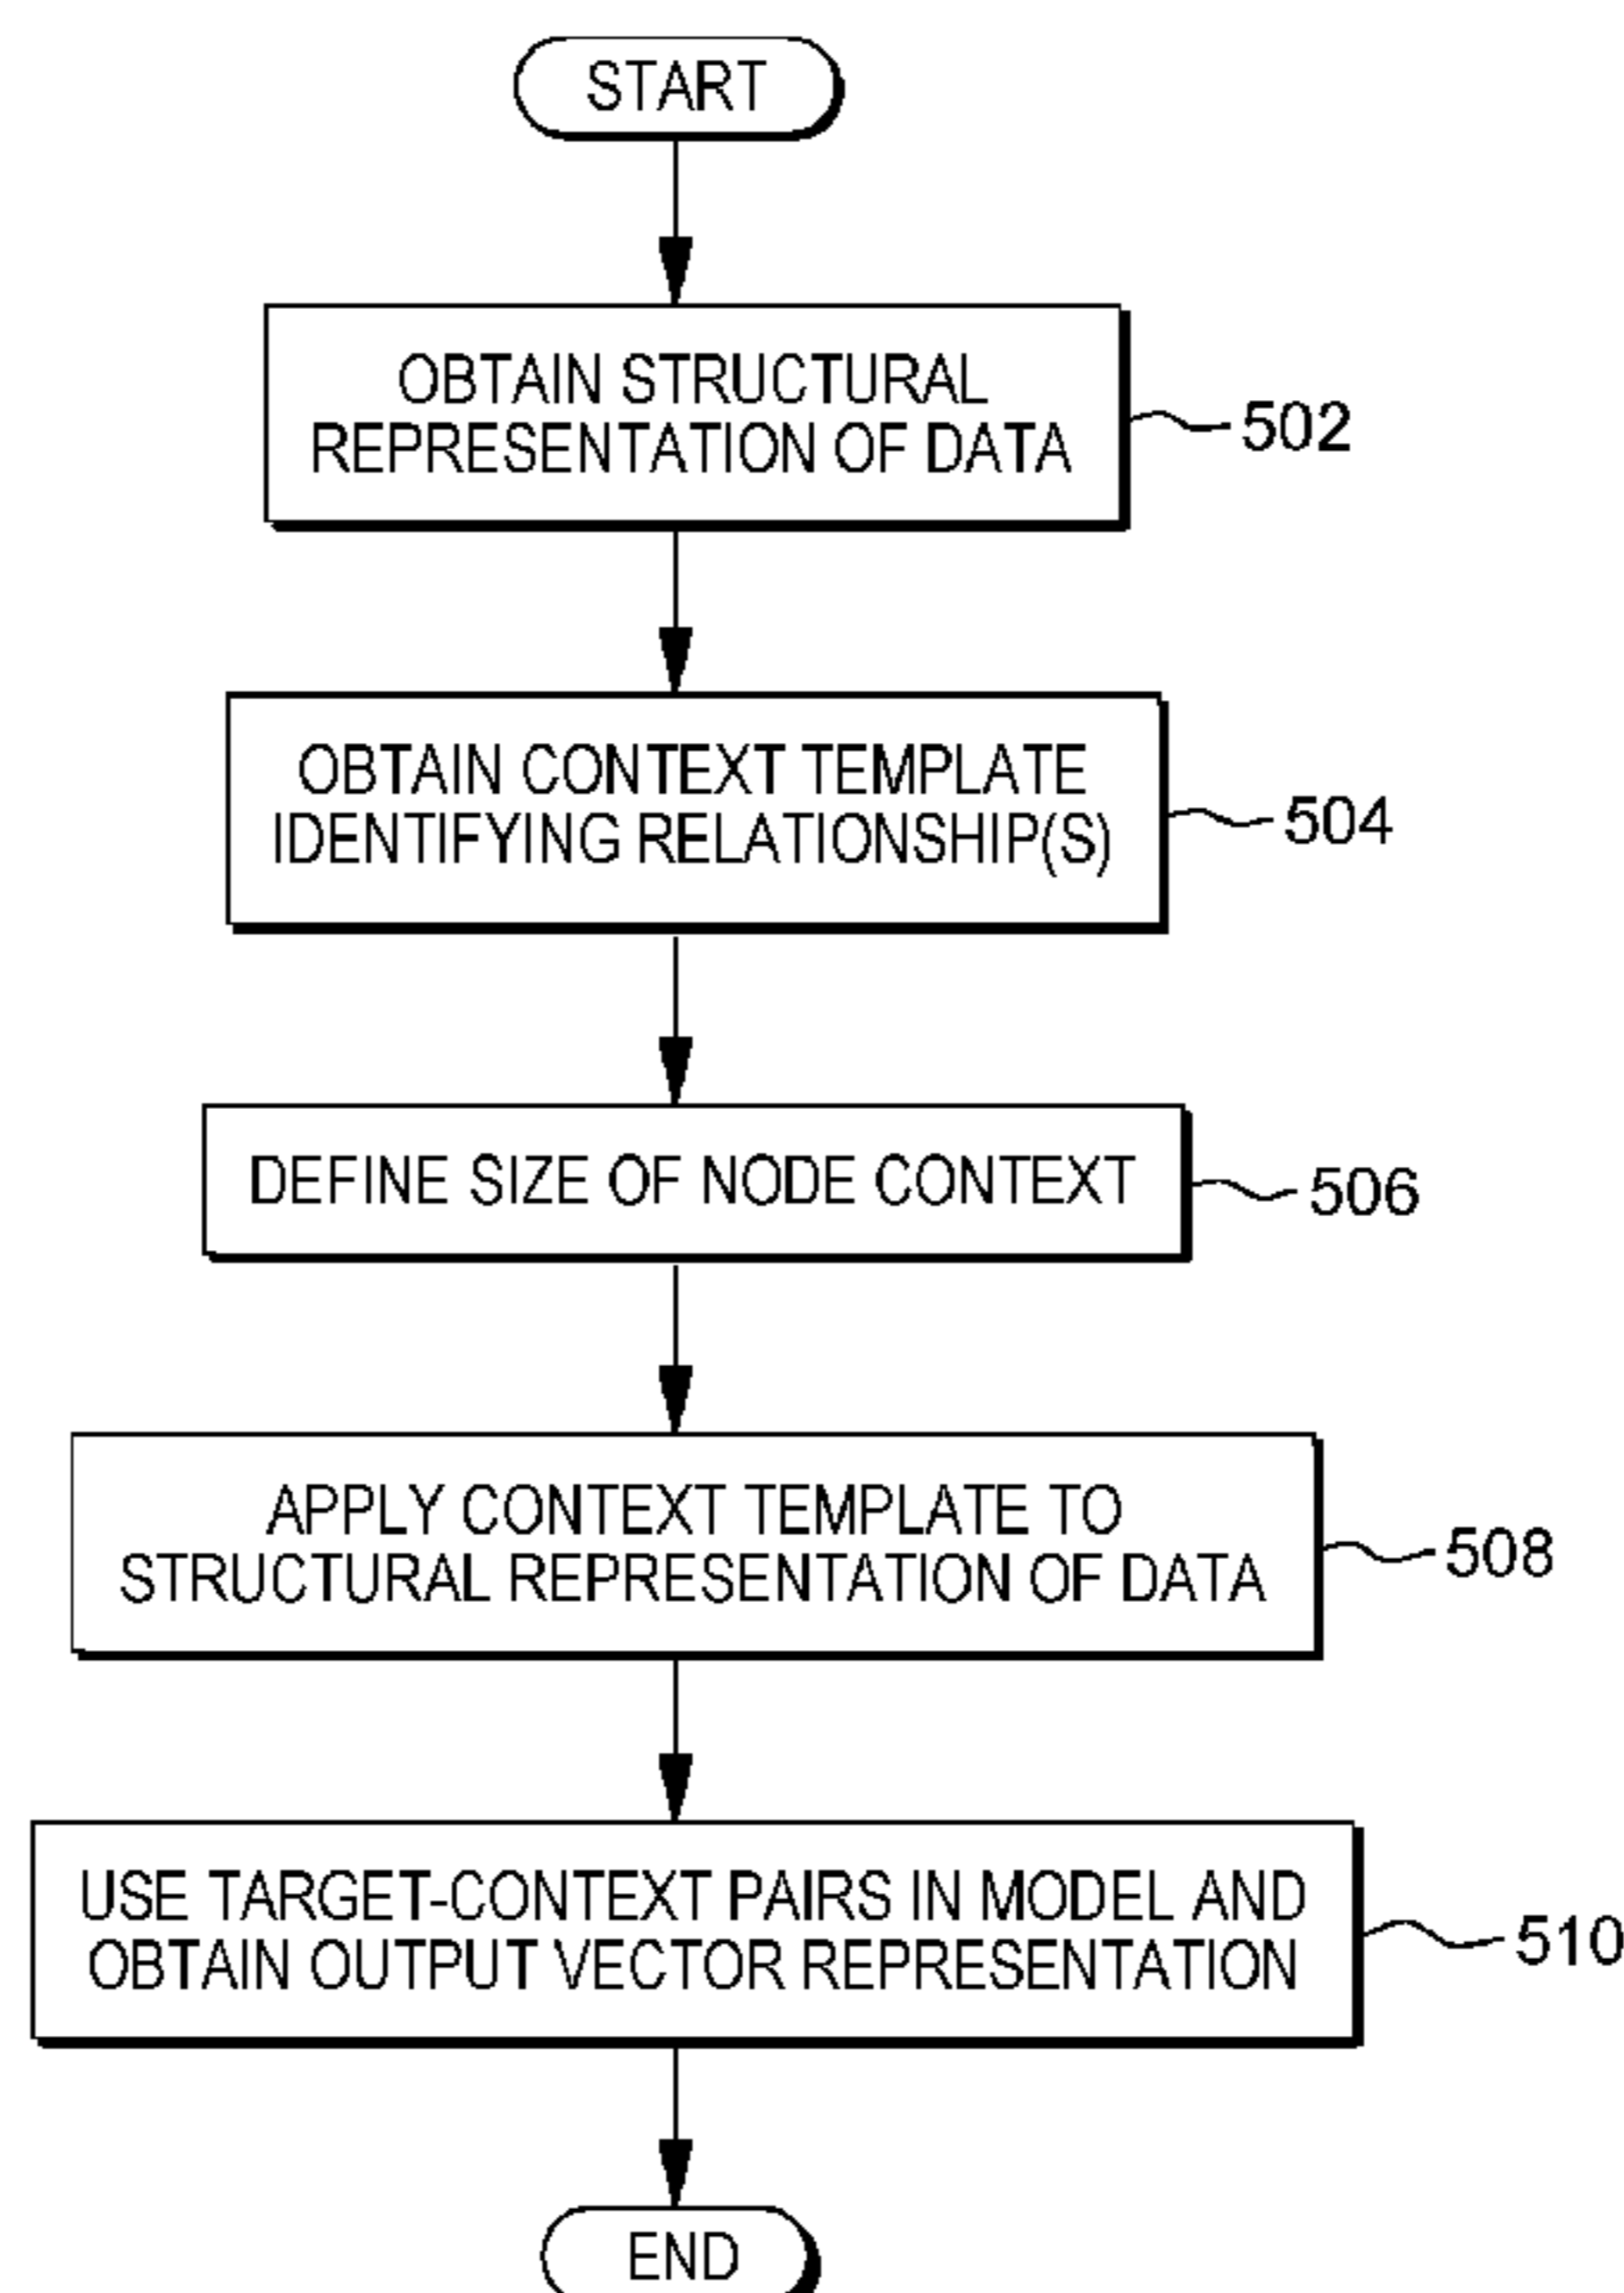 START
OBTAIN STRUCTURAL
REPRESENTATION OF DATA
502
OBTAIN CONTEXT TEMPLATE
IDENTIFYING RELATIONSHIP(S)
504
DEFINE SIZE OF NODE CONTEXT
506
APPLY CONTEXT TEMPLATE TO
STRUCTURAL REPRESENTATION OF DATA
508
USE TARGET-CONTEXT PAIRS IN MODEL AND
OBTAIN OUTPUT VECTOR REPRESENTATION
510
END